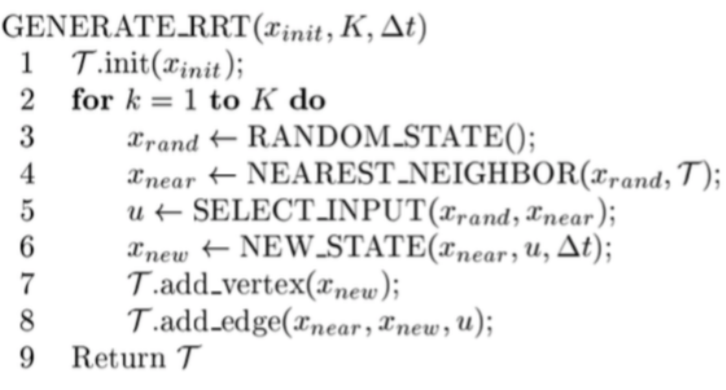 GENERATE_RRT(x_init, K, Δt)
1 𝒯.init(x_init);
2 for k = 1 to K do
3 x_rand ← RANDOM_STATE();
4 x_near ← NEAREST_NEIGHBOR(x_rand, 𝒯);
5 u ← SELECT_INPUT(x_rand, x_near);
6 x_new ← NEW_STATE(x_near, u, Δt);
7 𝒯.add_vertex(x_new);
8 𝒯.add_edge(x_near, x_new, u);
9 Return 𝒯